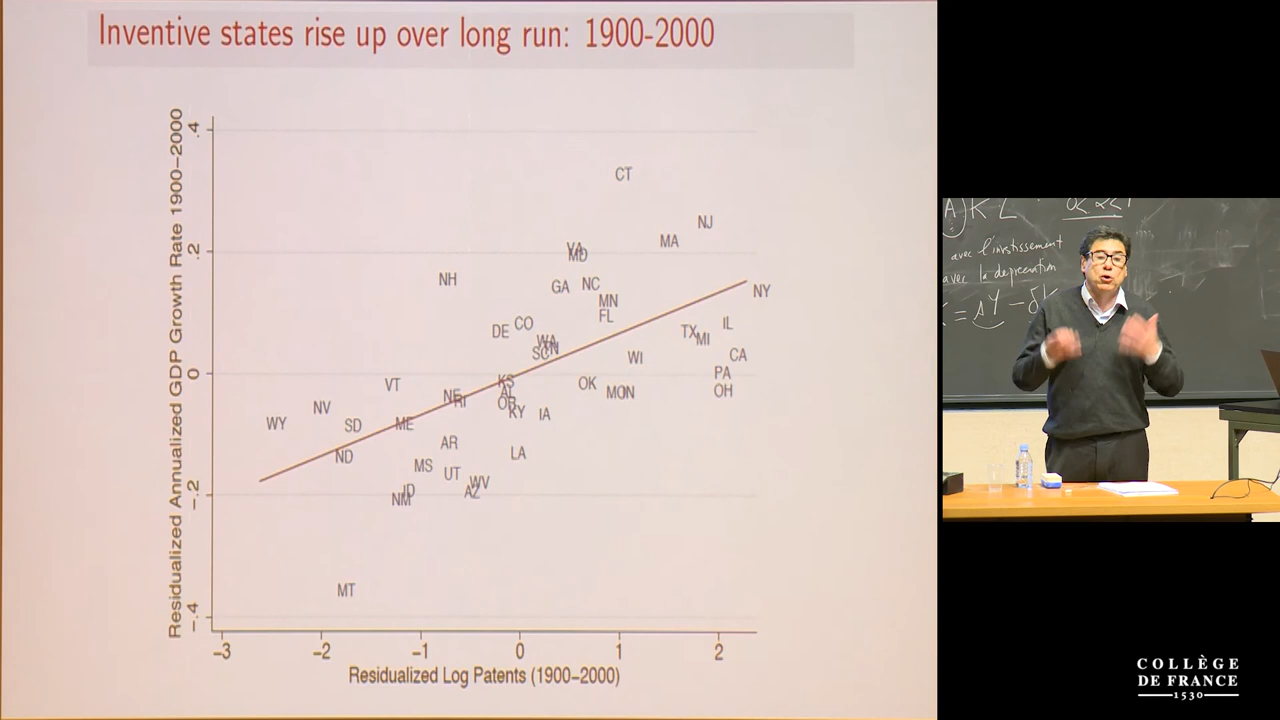 Inventive states rise up over long run: 1900-2000
Residualized Annualized GDP Growth Rate 1900–2000
.4
.2
0
–.2
–.4
CT
NJ
MA
VA
MD
NH
GA
NC
NY
MN
FL
DE
CO
IL
TX
MI
WA
SC
WI
CA
PA
VT
KS
OK
OH
NE
RI
AL
MO
IN
OR
KY
IA
NV
WY
SD
ME
AR
LA
ND
MS
UT
WV
ID
AZ
NM
MT
–3
–2
–1
0
1
2
Residualized Log Patents (1900–2000)
avec l'investissement
avec la depreciation
= sY – δK
COLLÈGE
DE FRANCE
1530